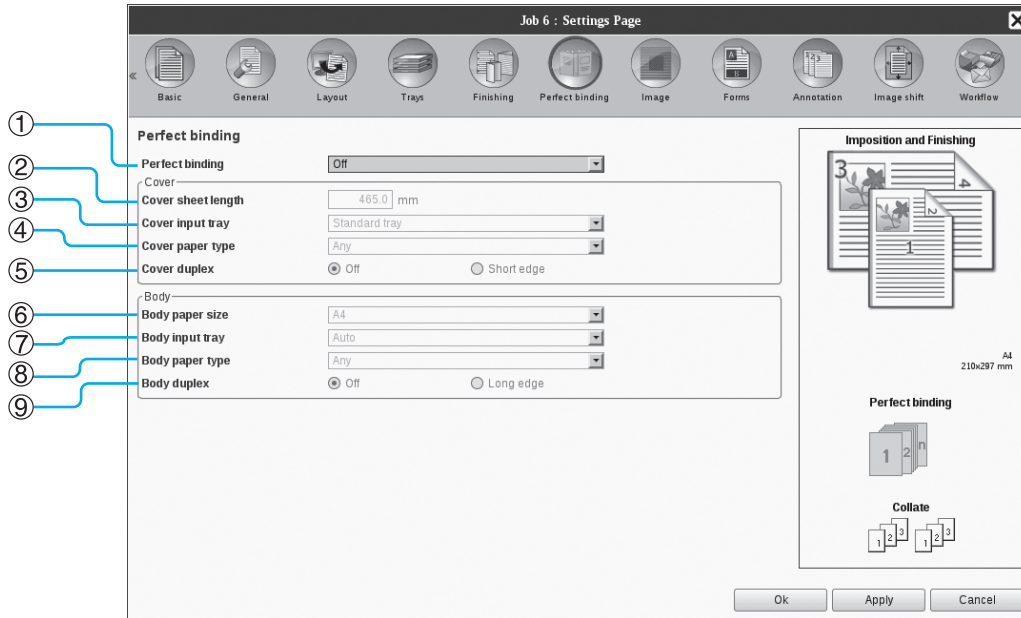 Job 6 : Settings Page
«
Basic General Layout Trays Finishing Perfect binding Image Forms Annotation Image shift Workflow
Perfect binding
① Perfect binding Off
Cover
② Cover sheet length 465.0 mm
③ Cover input tray Standard tray
④ Cover paper type Any
⑤ Cover duplex Off Short edge
Body
⑥ Body paper size A4
⑦ Body input tray Auto
⑧ Body paper type Any
⑨ Body duplex Off Long edge
Imposition and Finishing
3 4
2
1
A4
210x297 mm
Perfect binding
1 2 n
Collate
1 2 3 1 2 3
Ok Apply Cancel